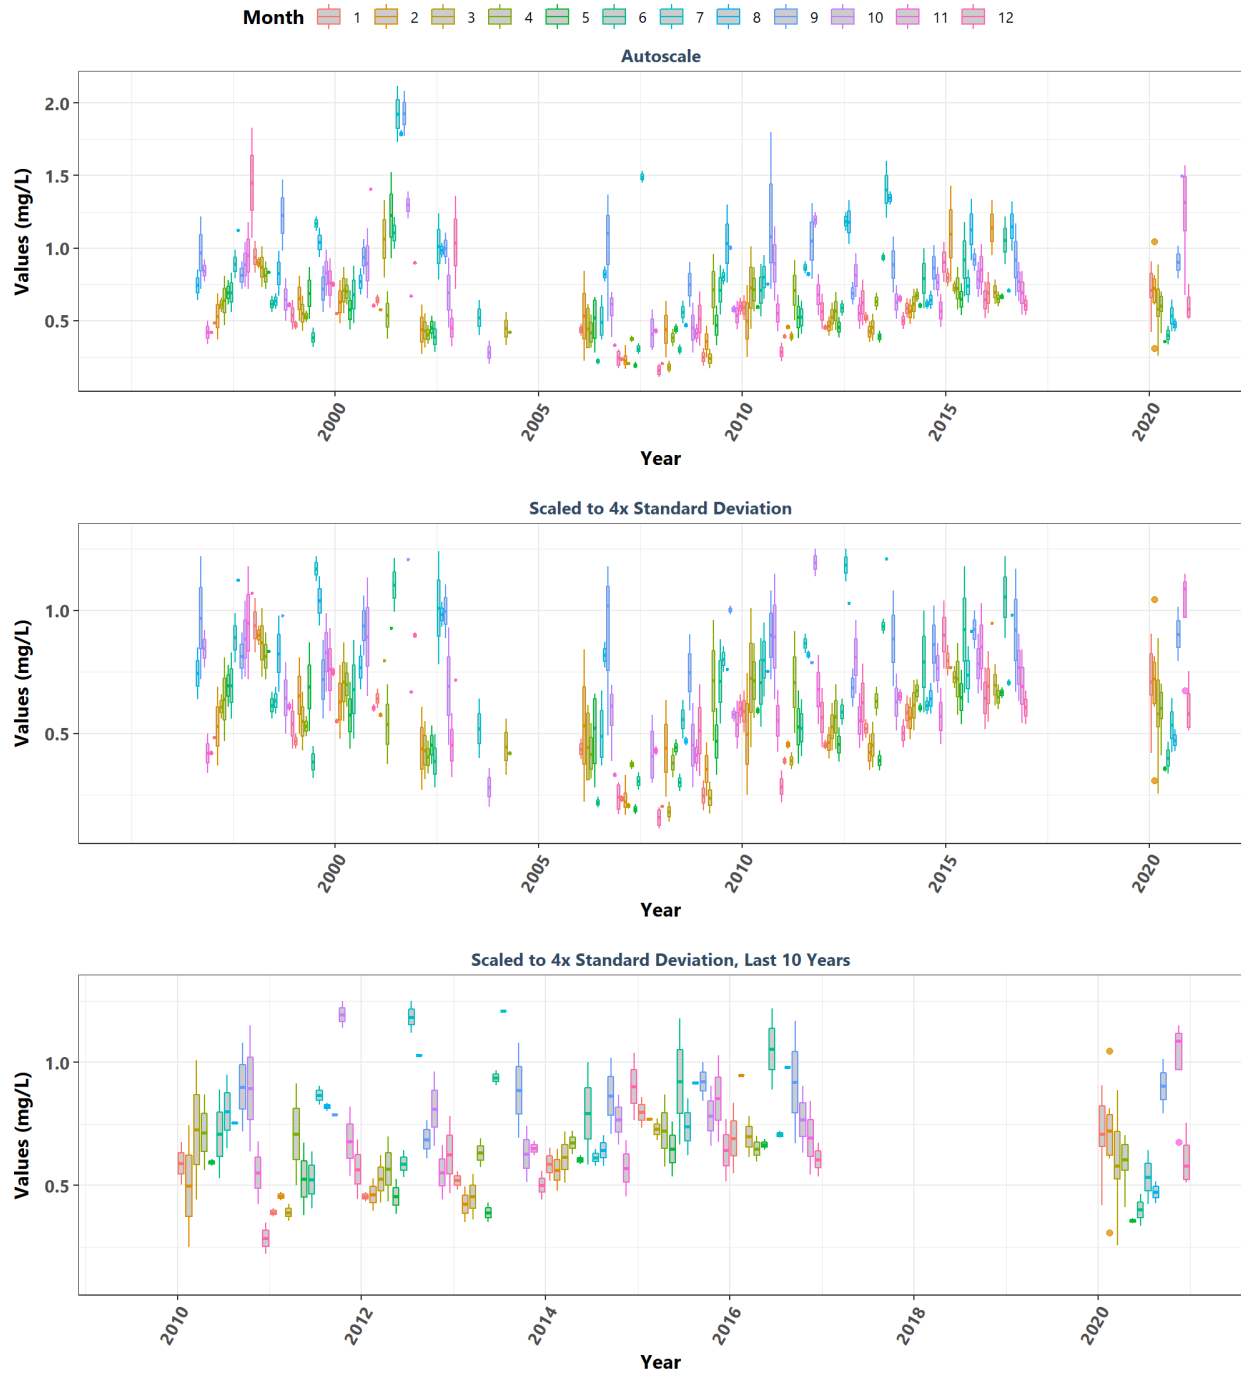 Month 1 2 3 4 5 6 7 8 9 10 11 12
Autoscale
Values (mg/L)
2.0
1.5
1.0
0.5
2000 2005 2010 2015 2020
Year
Scaled to 4x Standard Deviation
Values (mg/L)
1.0
0.5
2000 2005 2010 2015 2020
Year
Scaled to 4x Standard Deviation, Last 10 Years
Values (mg/L)
1.0
0.5
2010 2012 2014 2016 2018 2020
Year